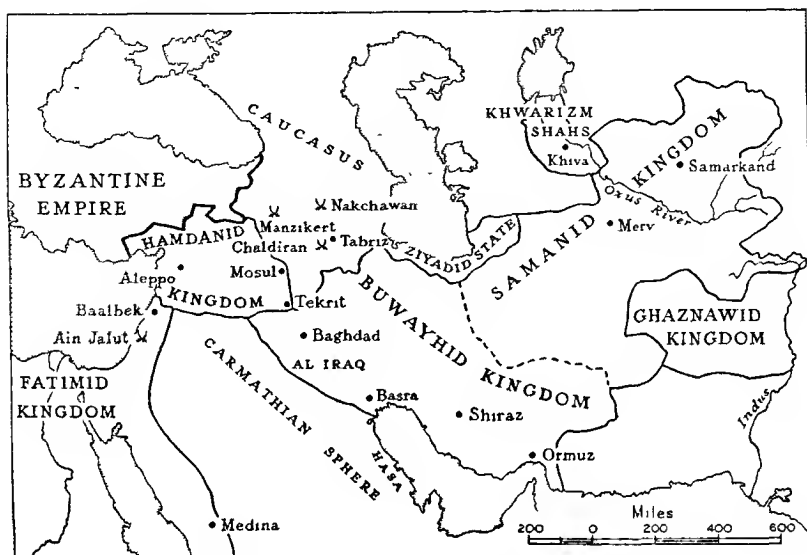 CAUCASUS
KHWARIZM
SHAHS
Khiva
KINGDOM
Samarkand
Oxus River
BYZANTINE
EMPIRE
Nakchawan
Manzikert
Chaldiran
Tabriz
HAMDANID
ZIYADID STATE
SAMANID
Merv
Aleppo
Mosul
KINGDOM
Tekrit
Baalbek
BUWAYHID KINGDOM
GHAZNAWID
KINGDOM
Ain Jalut
Baghdad
AL IRAQ
FATIMID
KINGDOM
CARMATHIAN SPHERE
Basra
Shiraz
Indus
HASA
Ormuz
Medina
Miles
200 0 200 400 600